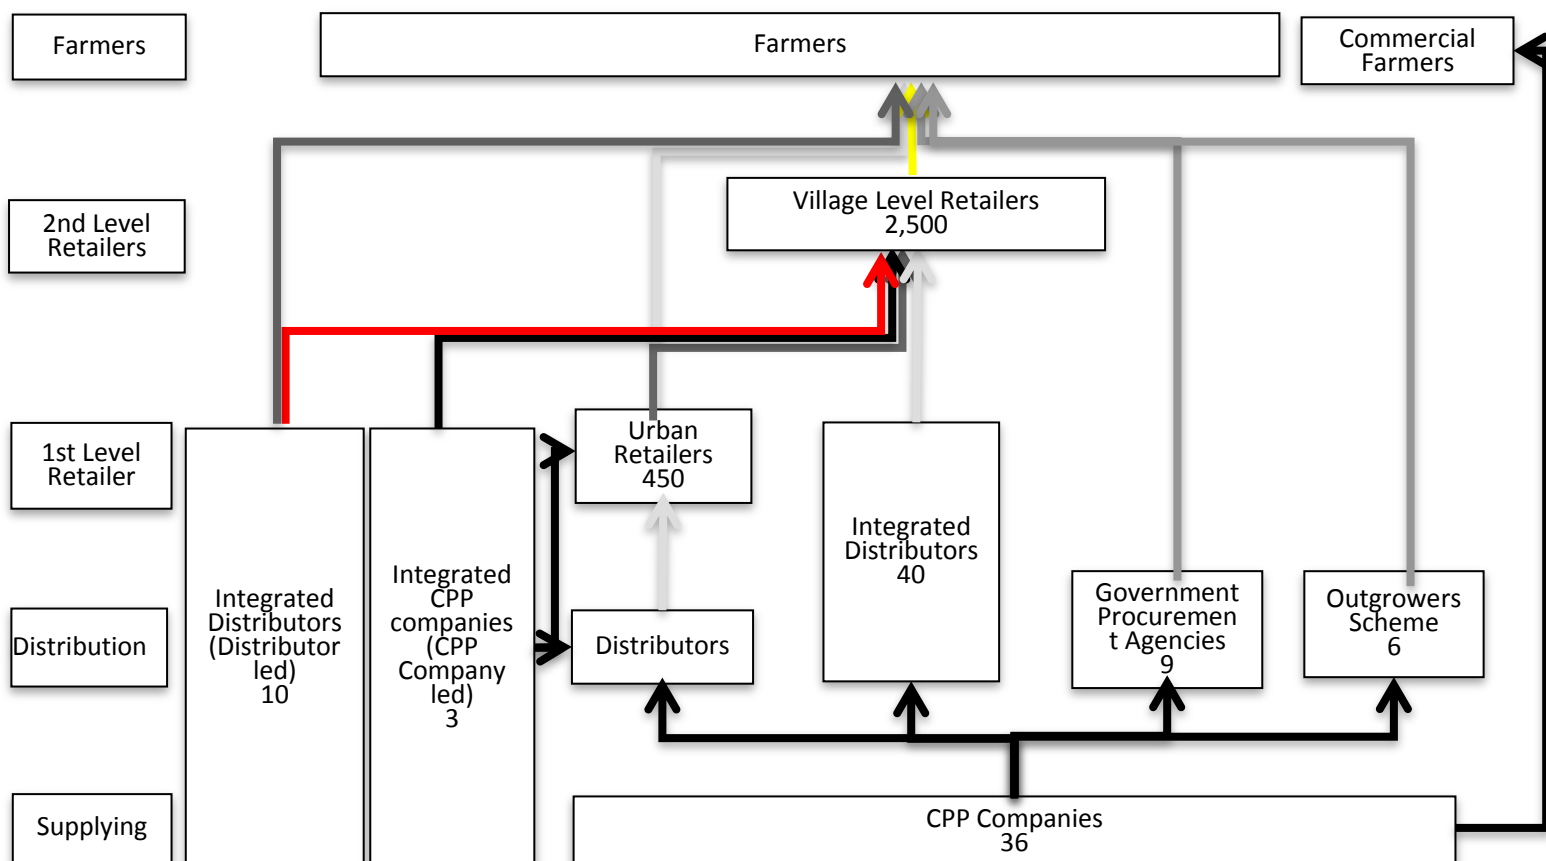 Farmers
Farmers
Commercial
Farmers
2nd Level
Retailers
Village Level Retailers
2,500
1st Level
Retailer
Urban
Retailers
450
Integrated
Distributors
40
Distribution
Integrated
Distributors
(Distributor
led)
10
Integrated
CPP
companies
(CPP
Company
led)
3
Distributors
Government
Procuremen
t Agencies
9
Outgrowers
Scheme
6
Supplying
CPP Companies
36